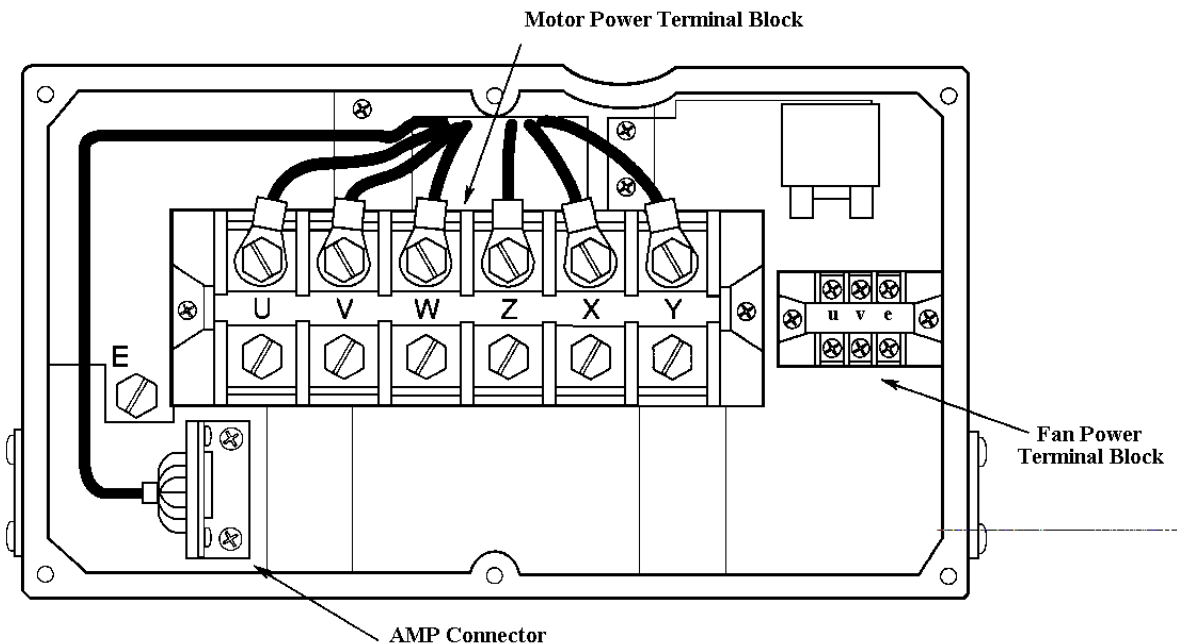 Motor Power Terminal Block
U V W Z X Y
u v e
E
Fan Power
Terminal Block
AMP Connector